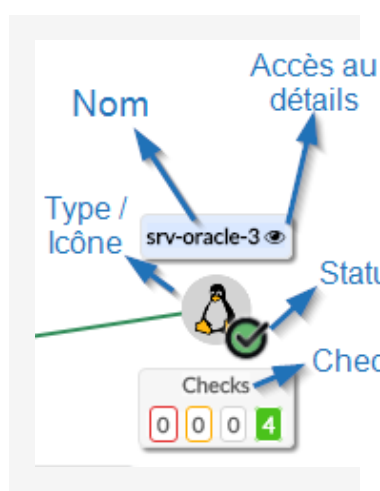 Accès au
détails
Nom
Type /
Icône
srv-oracle-3
Statu
Chec
Checks
0 0 0 4